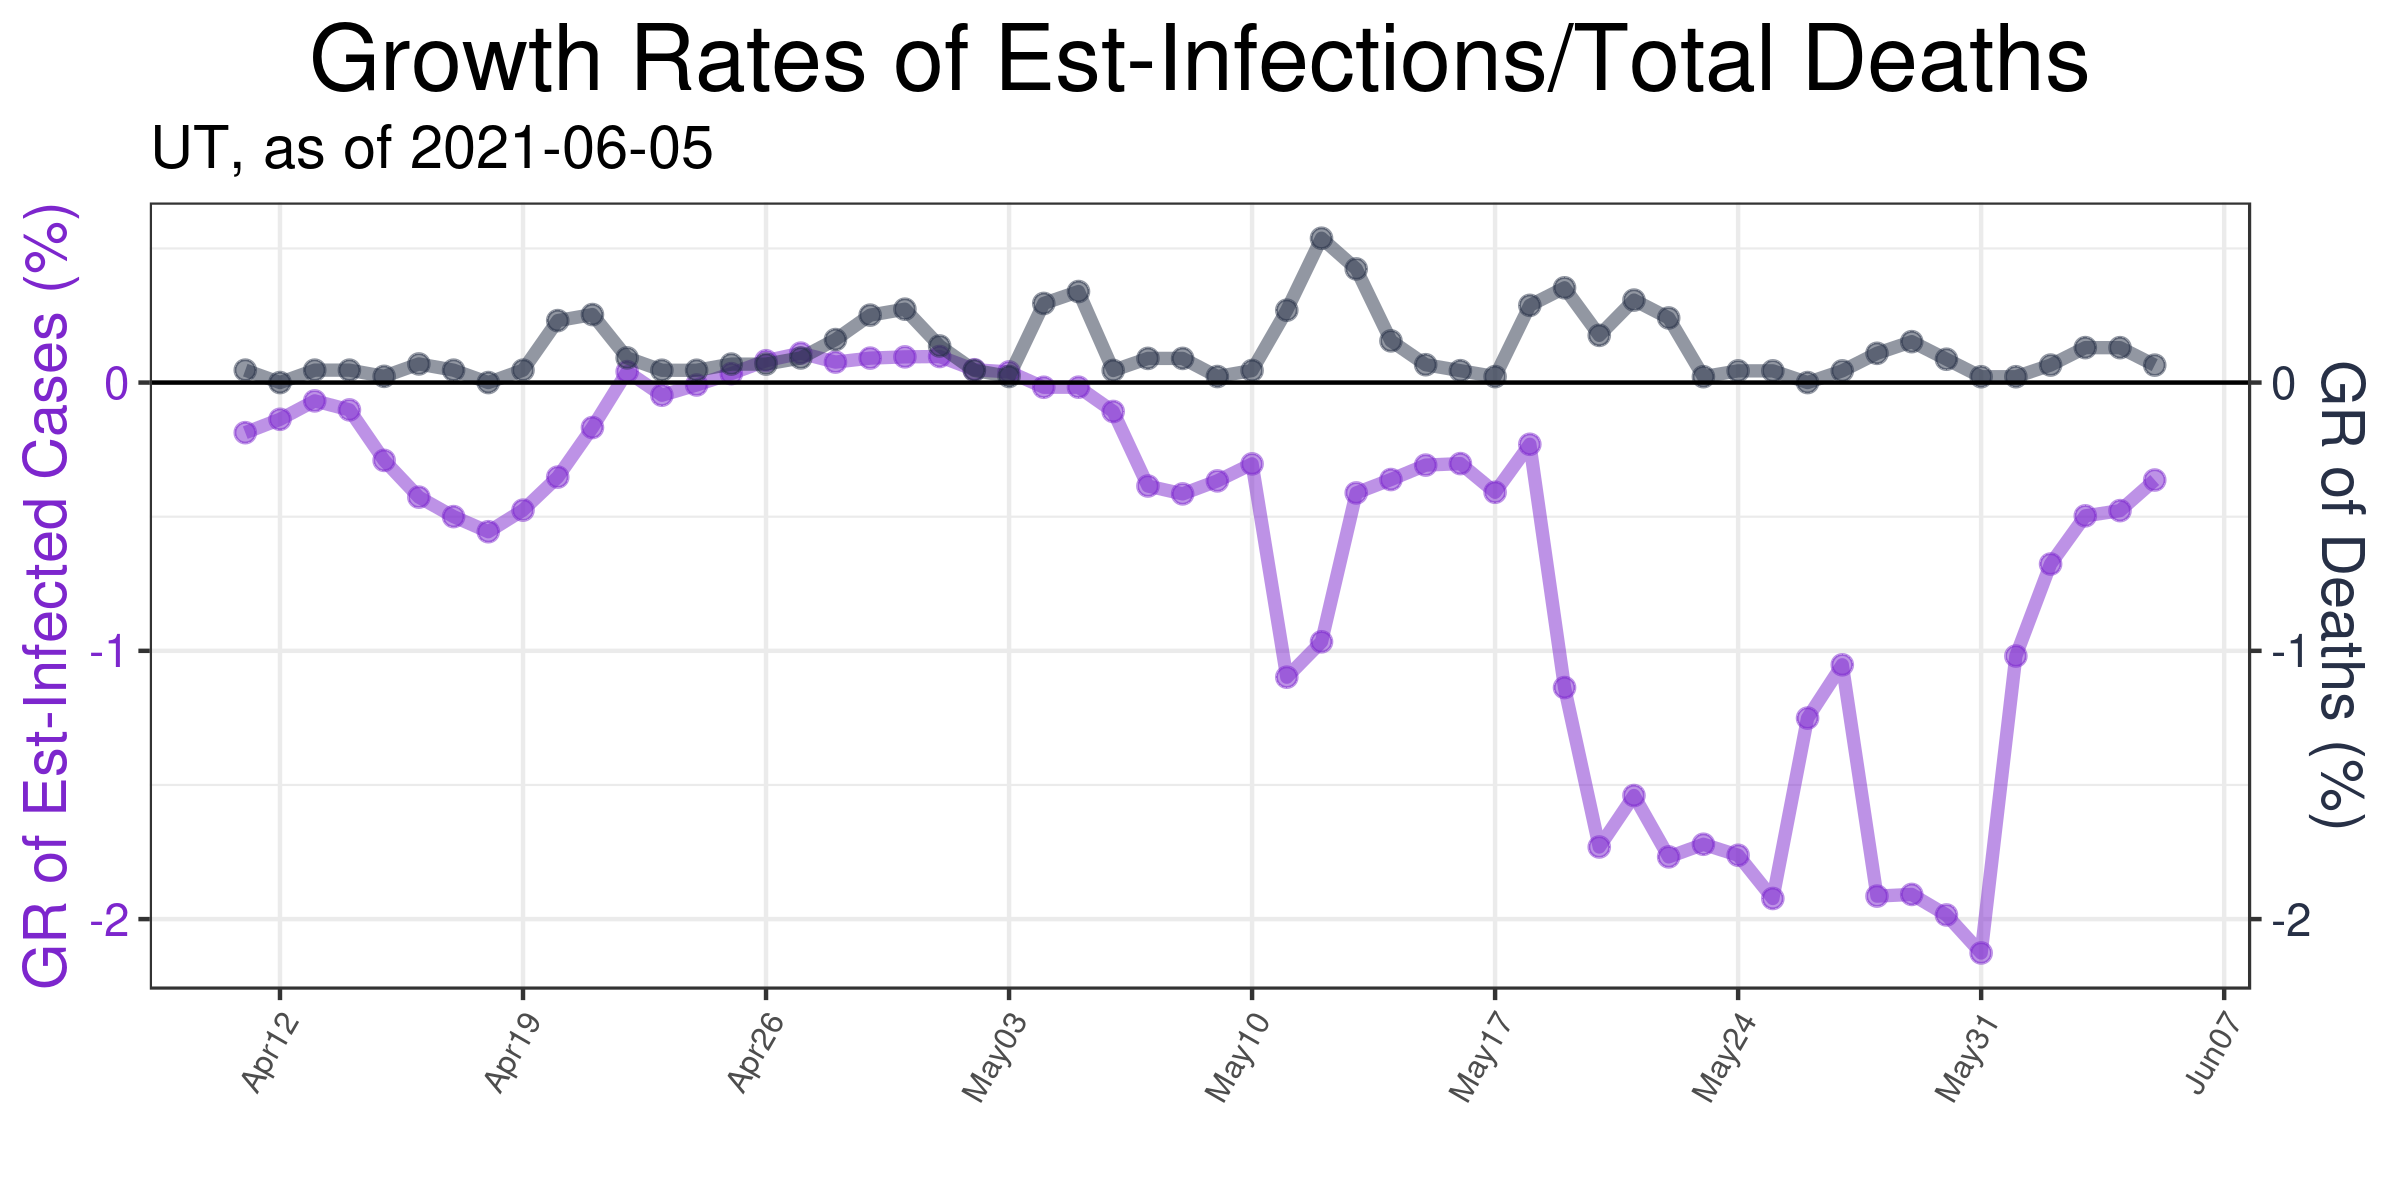 Growth Rates of Est-Infections/Total Deaths
UT, as of 2021-06-05
GR of Est-Infected Cases (%)
0
-1
-2
0
-1
-2
GR of Deaths (%)
Apr12
Apr19
Apr26
May03
May10
May17
May24
May31
Jun07